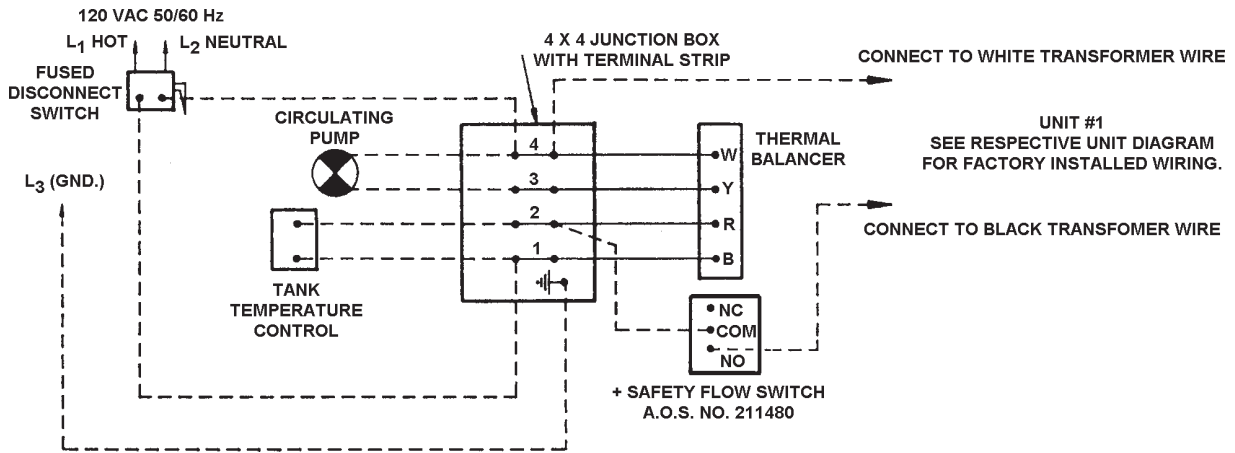 120 VAC 50/60 Hz
L1 HOT
L2 NEUTRAL
FUSED
DISCONNECT
SWITCH
4 X 4 JUNCTION BOX
WITH TERMINAL STRIP
CONNECT TO WHITE TRANSFORMER WIRE
CIRCULATING
PUMP
UNIT #1
SEE RESPECTIVE UNIT DIAGRAM
FOR FACTORY INSTALLED WIRING.
THERMAL
BALANCER
4
W
3
Y
2
R
1
B
L3 (GND.)
CONNECT TO BLACK TRANSFOMER WIRE
TANK
TEMPERATURE
CONTROL
NC
COM
NO
+ SAFETY FLOW SWITCH
A.O.S. NO. 211480